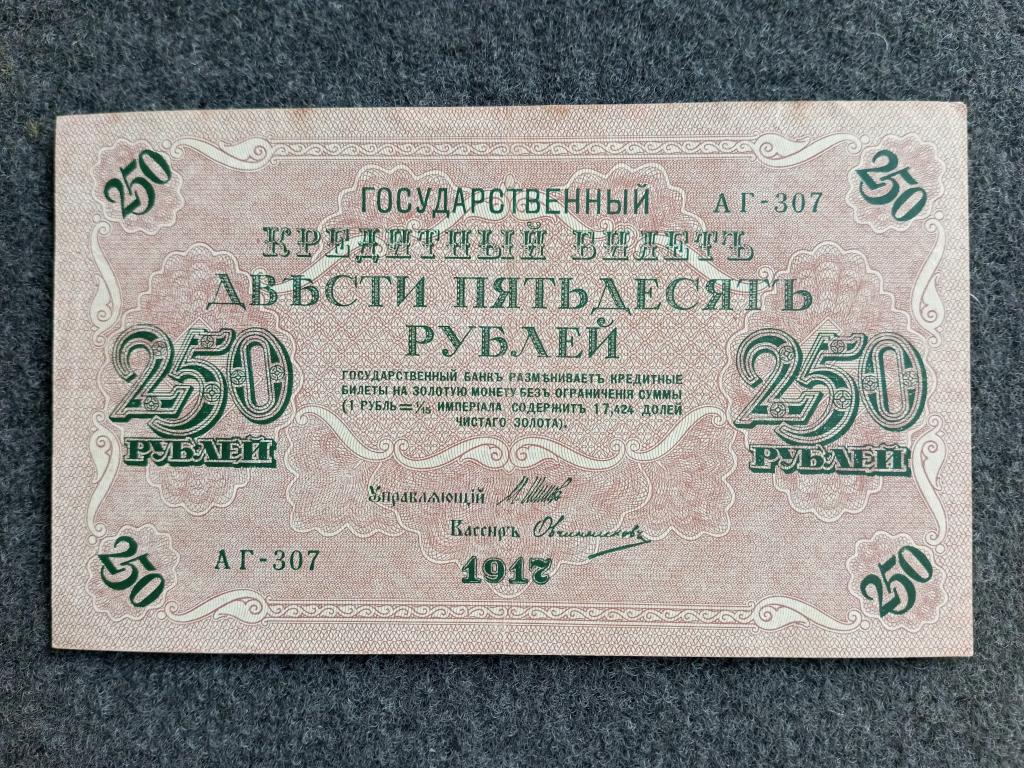 250
250
ГОСУДАРСТВЕННЫЙ
АГ-307
КРЕДИТНЫЙ БИЛЕТЪ
ДВѢСТИ ПЯТЬДЕСЯТЪ
РУБЛЕЙ
250
РУБЛЕЙ
250
РУБЛЕЙ
ГОСУДАРСТВЕННЫЙ БАНКЪ РАЗМѢНИВАЕТЪ КРЕДИТНЫЕ
БИЛЕТЫ НА ЗОЛОТУЮ МОНЕТУ БЕЗЪ ОГРАНИЧЕНІЯ СУММЫ
(1 РУБЛЬ = 1/15 ИМПЕРІАЛА СОДЕРЖИТЪ 17,424 ДОЛЕЙ
ЧИСТАГО ЗОЛОТА).
Управляющій
Кассиръ Овчинниковъ
АГ-307
1917
250
250